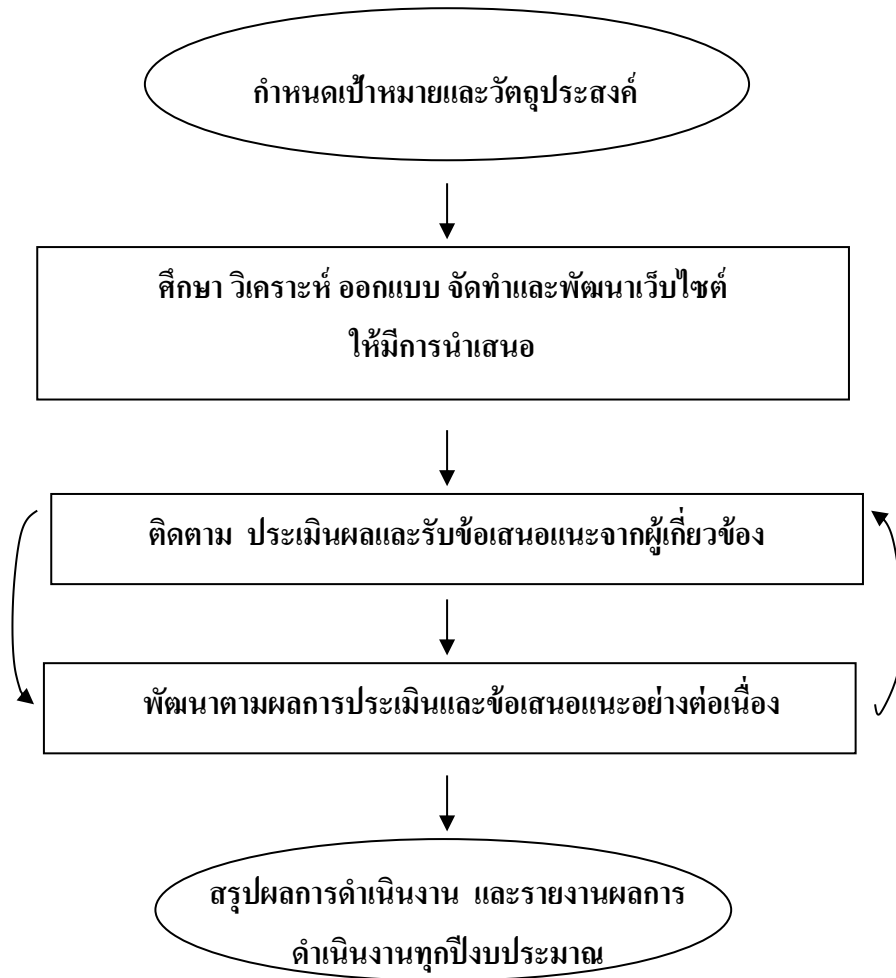 กำหนดเป้าหมายและวัตถุประสงค์
ศึกษา วิเคราะห์ ออกแบบ จัดทำและพัฒนาเว็บไซต์
ให้มีการนำเสนอ
ติดตาม ประเมินผลและรับข้อเสนอแนะจากผู้เกี่ยวข้อง
พัฒนาตามผลการประเมินและข้อเสนอแนะอย่างต่อเนื่อง
สรุปผลการดำเนินงาน และรายงานผลการ
ดำเนินงานทุกปีงบประมาณ